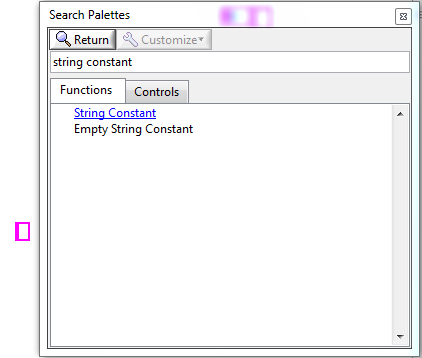 Search Palettes
Return
Customize
string constant
Functions
Controls
String Constant
Empty String Constant